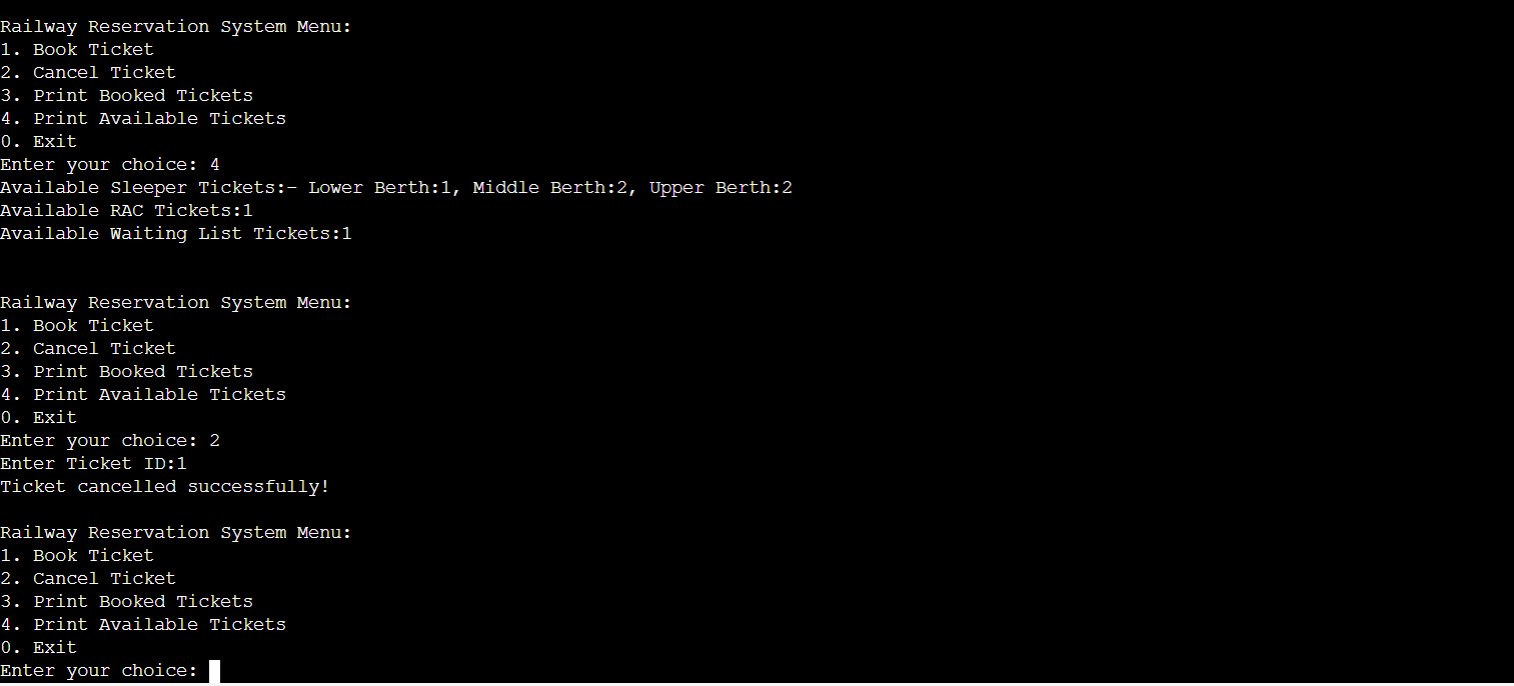 Railway Reservation System Menu:
1. Book Ticket
2. Cancel Ticket
3. Print Booked Tickets
4. Print Available Tickets
0. Exit
Enter your choice: 4
Available Sleeper Tickets:- Lower Berth:1, Middle Berth:2, Upper Berth:2
Available RAC Tickets:1
Available Waiting List Tickets:1
Railway Reservation System Menu:
1. Book Ticket
2. Cancel Ticket
3. Print Booked Tickets
4. Print Available Tickets
0. Exit
Enter your choice: 2
Enter Ticket ID:1
Ticket cancelled successfully!
Railway Reservation System Menu:
1. Book Ticket
2. Cancel Ticket
3. Print Booked Tickets
4. Print Available Tickets
0. Exit
Enter your choice: